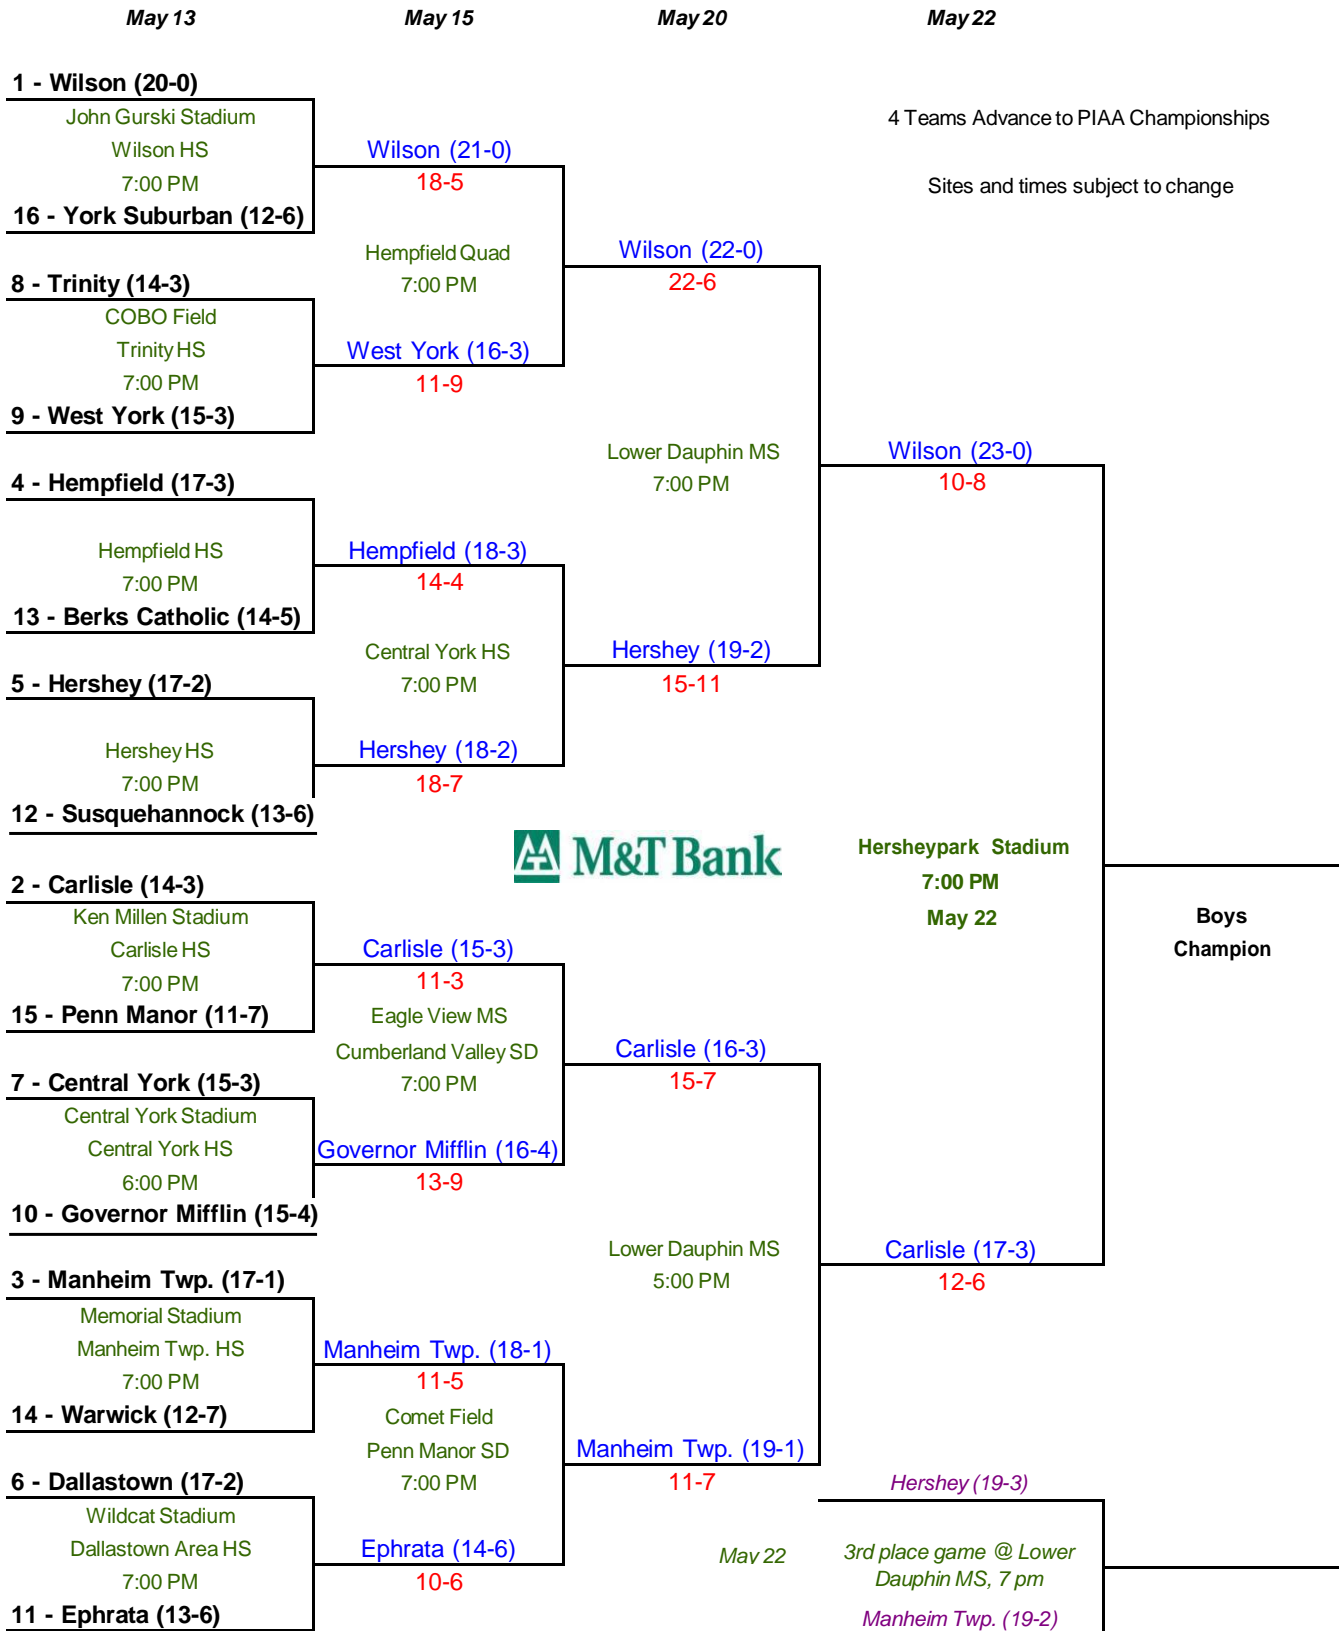 May 13
May 15
May 20
May 22
1 - Wilson (20-0)
John Gurski Stadium
Wilson HS
7:00 PM
16 - York Suburban (12-6)
8 - Trinity (14-3)
COBO Field
Trinity HS
7:00 PM
9 - West York (15-3)
4 - Hempfield (17-3)
Hempfield HS
7:00 PM
13 - Berks Catholic (14-5)
5 - Hershey (17-2)
Hershey HS
7:00 PM
12 - Susquehannock (13-6)
2 - Carlisle (14-3)
Ken Millen Stadium
Carlisle HS
7:00 PM
15 - Penn Manor (11-7)
7 - Central York (15-3)
Central York Stadium
Central York HS
6:00 PM
10 - Governor Mifflin (15-4)
3 - Manheim Twp. (17-1)
Memorial Stadium
Manheim Twp. HS
7:00 PM
14 - Warwick (12-7)
6 - Dallastown (17-2)
Wildcat Stadium
Dallastown Area HS
7:00 PM
11 - Ephrata (13-6)
Wilson (21-0)
18-5
Hempfield Quad
7:00 PM
West York (16-3)
11-9
Hempfield (18-3)
14-4
Central York HS
7:00 PM
Hershey (18-2)
18-7
Carlisle (15-3)
11-3
Eagle View MS
Cumberland Valley SD
7:00 PM
Governor Mifflin (16-4)
13-9
Manheim Twp. (18-1)
11-5
Comet Field
Penn Manor SD
7:00 PM
Ephrata (14-6)
10-6
Wilson (22-0)
22-6
Lower Dauphin MS
7:00 PM
Hershey (19-2)
15-11
M&T Bank
Carlisle (16-3)
15-7
Lower Dauphin MS
5:00 PM
Manheim Twp. (19-1)
11-7
May 22
4 Teams Advance to PIAA Championships
Sites and times subject to change
Wilson (23-0)
10-8
Hersheypark Stadium
7:00 PM
May 22
Carlisle (17-3)
12-6
Hershey (19-3)
3rd place game @ Lower
Dauphin MS, 7 pm
Manheim Twp. (19-2)
Boys
Champion